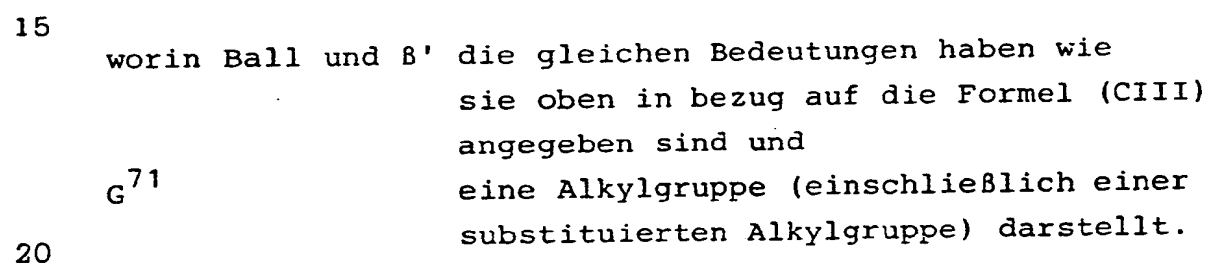 15
worin Ball und β' die gleichen Bedeutungen haben wie
sie oben in bezug auf die Formel (CIII)
angegeben sind und
G⁷¹ eine Alkylgruppe (einschließlich einer
substituierten Alkylgruppe) darstellt.
20